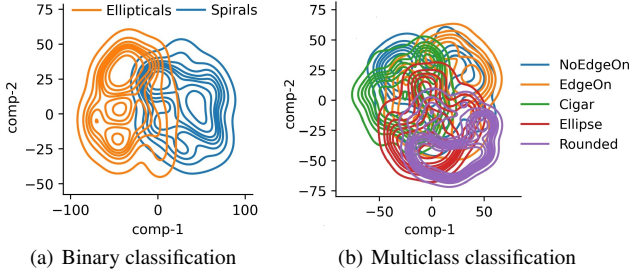 Ellipticals Spirals
75
50
25
0
−25
−50
comp-2
−100 0 100
comp-1
(a) Binary classification
75
50
25
0
−25
−50
−75
comp-2
−50 0 50
comp-1
NoEdgeOn
EdgeOn
Cigar
Ellipse
Rounded
(b) Multiclass classification